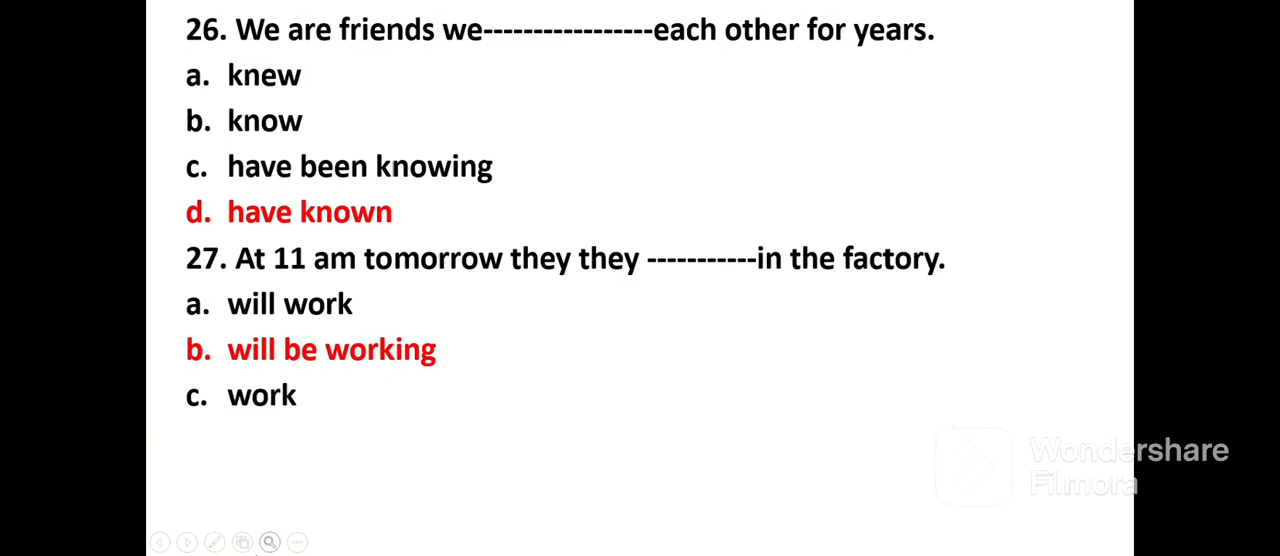 26. We are friends we-----------------each other for years.
a. knew
b. know
c. have been knowing
d. have known
27. At 11 am tomorrow they they -----------in the factory.
a. will work
b. will be working
c. work
Wondershare
Filmora